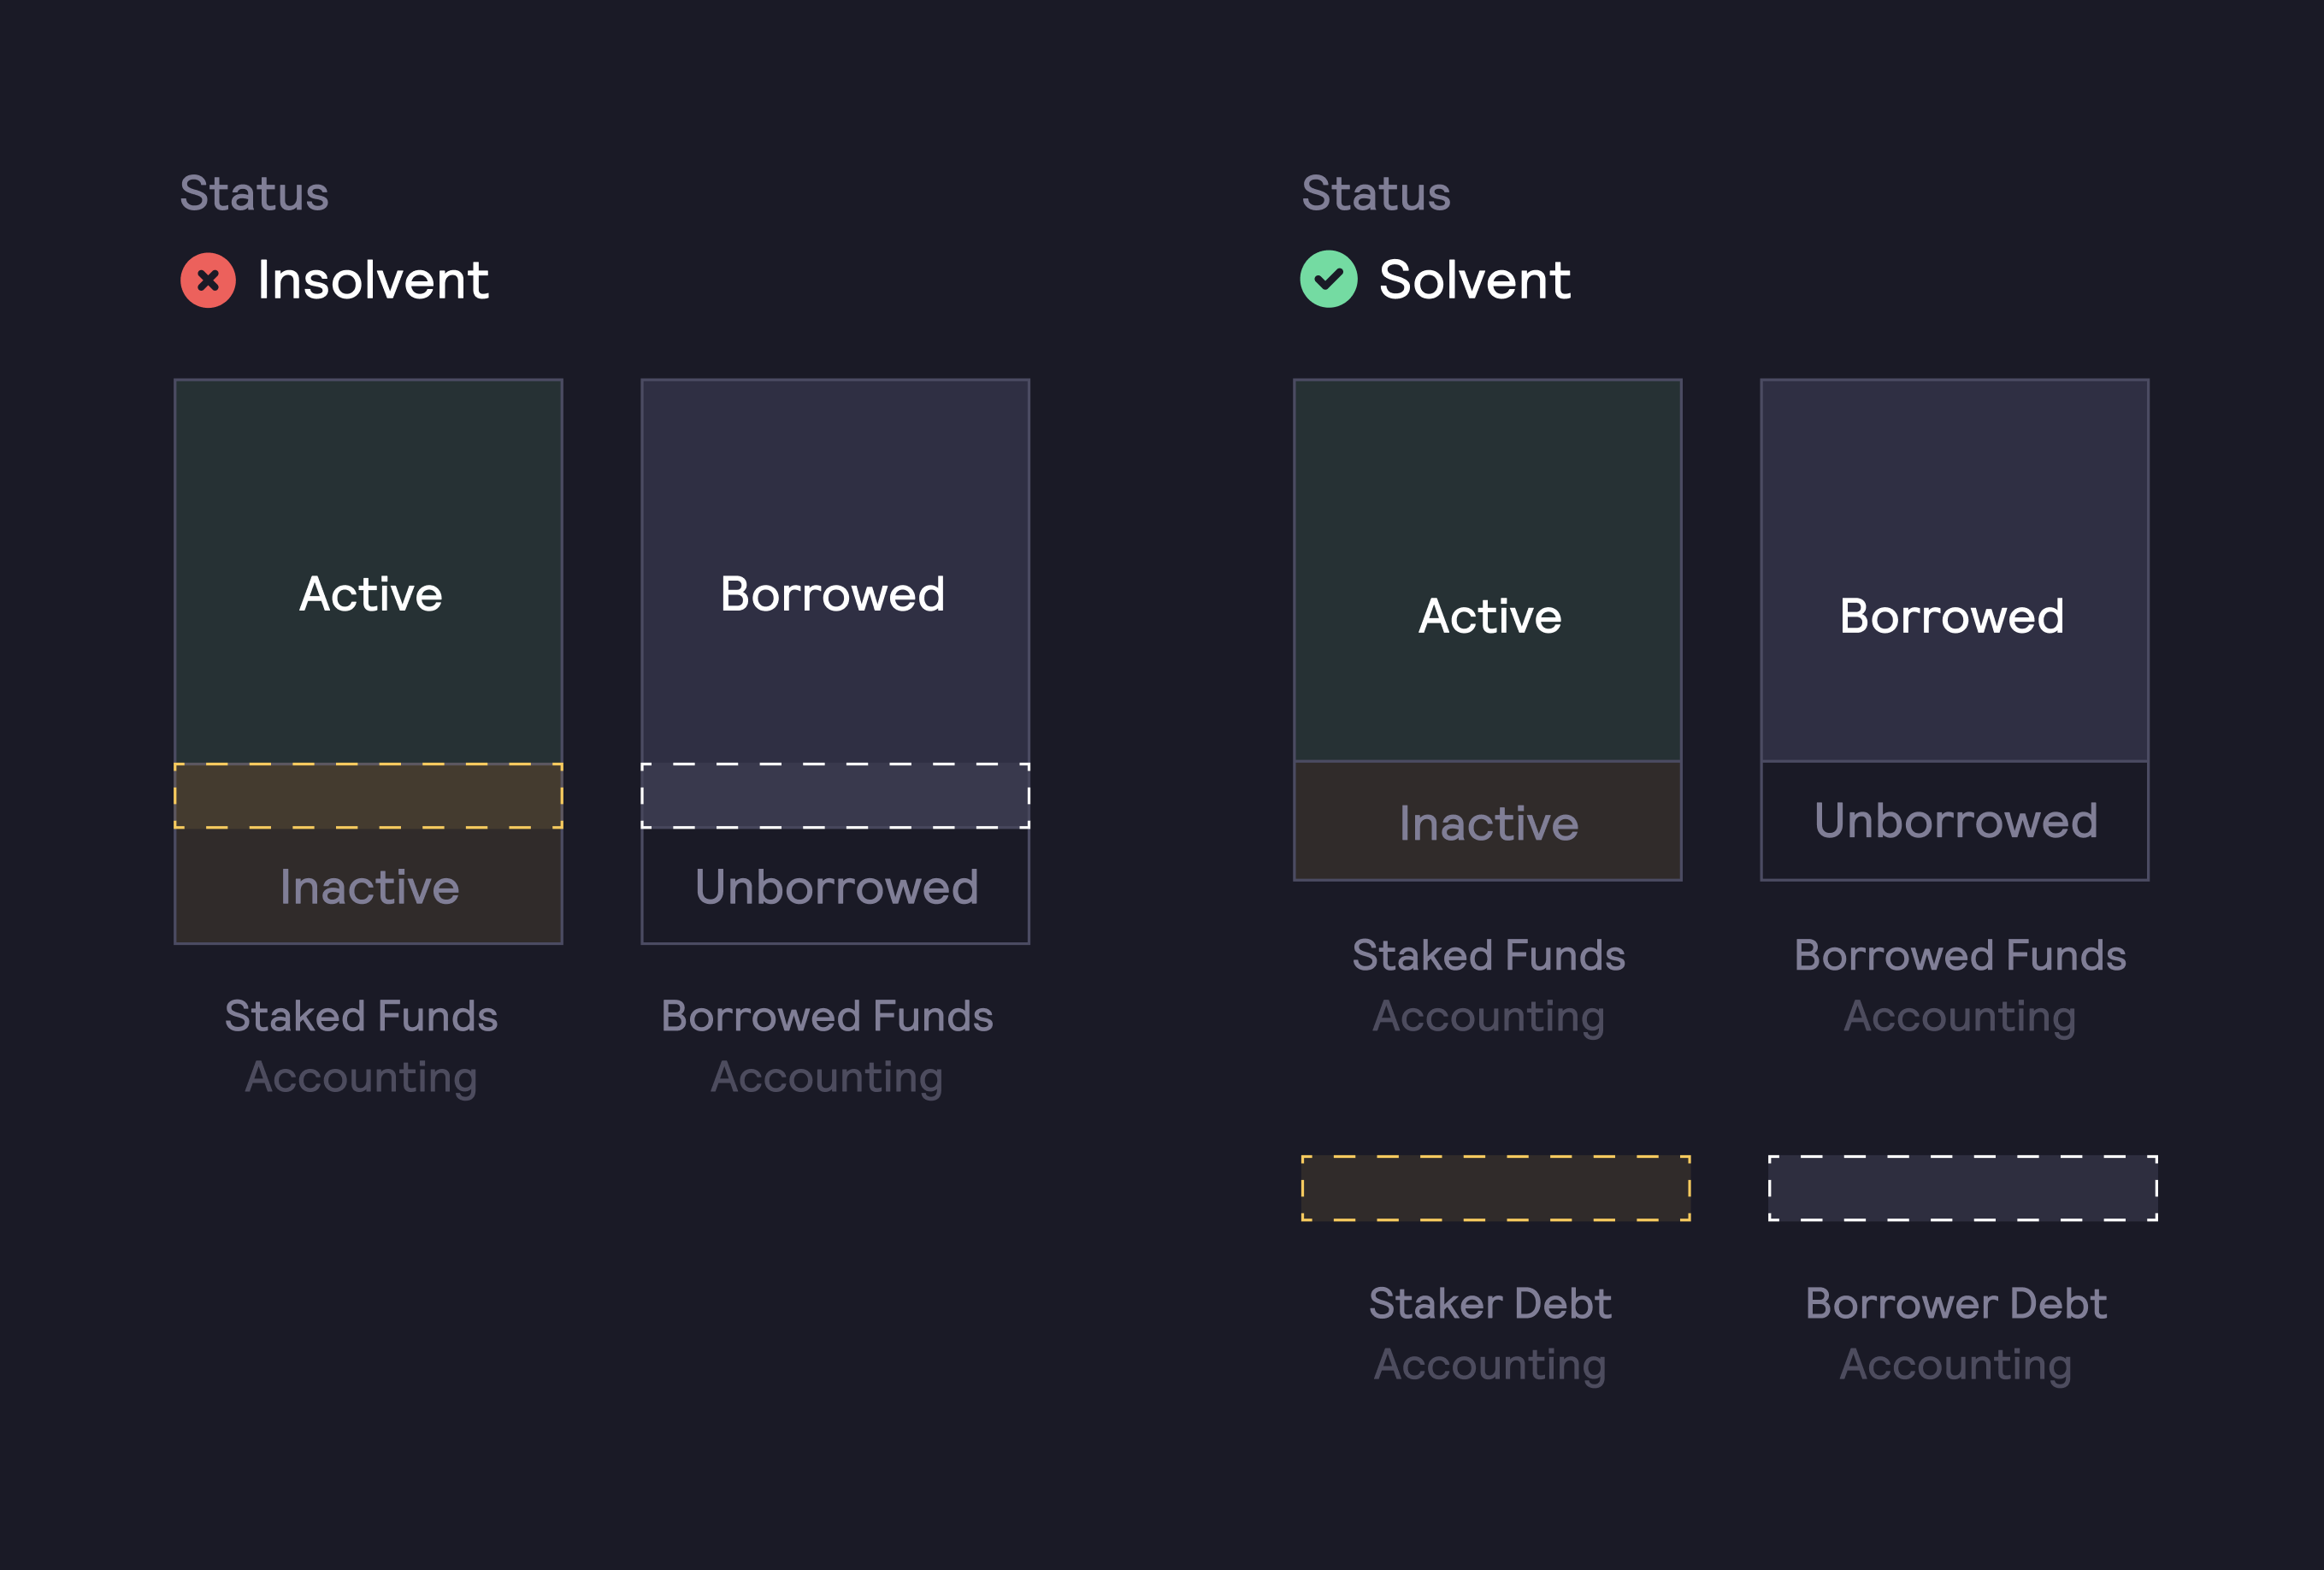 Status
Insolvent
Active
Borrowed
Inactive
Unborrowed
Staked Funds
Accounting
Borrowed Funds
Accounting
Status
Solvent
Active
Borrowed
Inactive
Unborrowed
Staked Funds
Accounting
Borrowed Funds
Accounting
Staker Debt
Accounting
Borrower Debt
Accounting